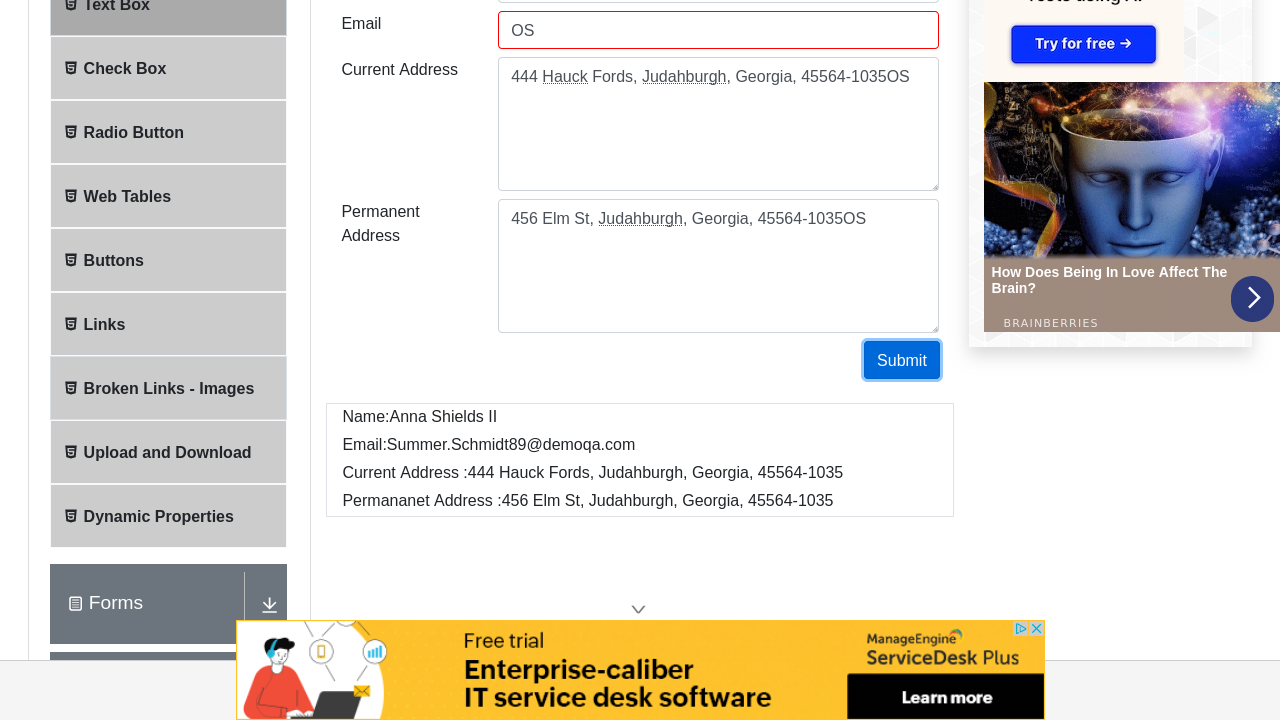 Text Box
Check Box
Radio Button
Web Tables
Buttons
Links
Broken Links - Images
Upload and Download
Dynamic Properties
Forms
Email
OS
Current Address
444 Hauck Fords, Judahburgh, Georgia, 45564-1035OS
Permanent
Address
456 Elm St, Judahburgh, Georgia, 45564-1035OS
Submit
Name:Anna Shields II
Email:Summer.Schmidt89@demoqa.com
Current Address :444 Hauck Fords, Judahburgh, Georgia, 45564-1035
Permananet Address :456 Elm St, Judahburgh, Georgia, 45564-1035
Try for free →
How Does Being In Love Affect The
Brain?
BRAINBERRIES
Free trial
Enterprise-caliber
IT service desk software
ManageEngine
ServiceDesk Plus
Learn more